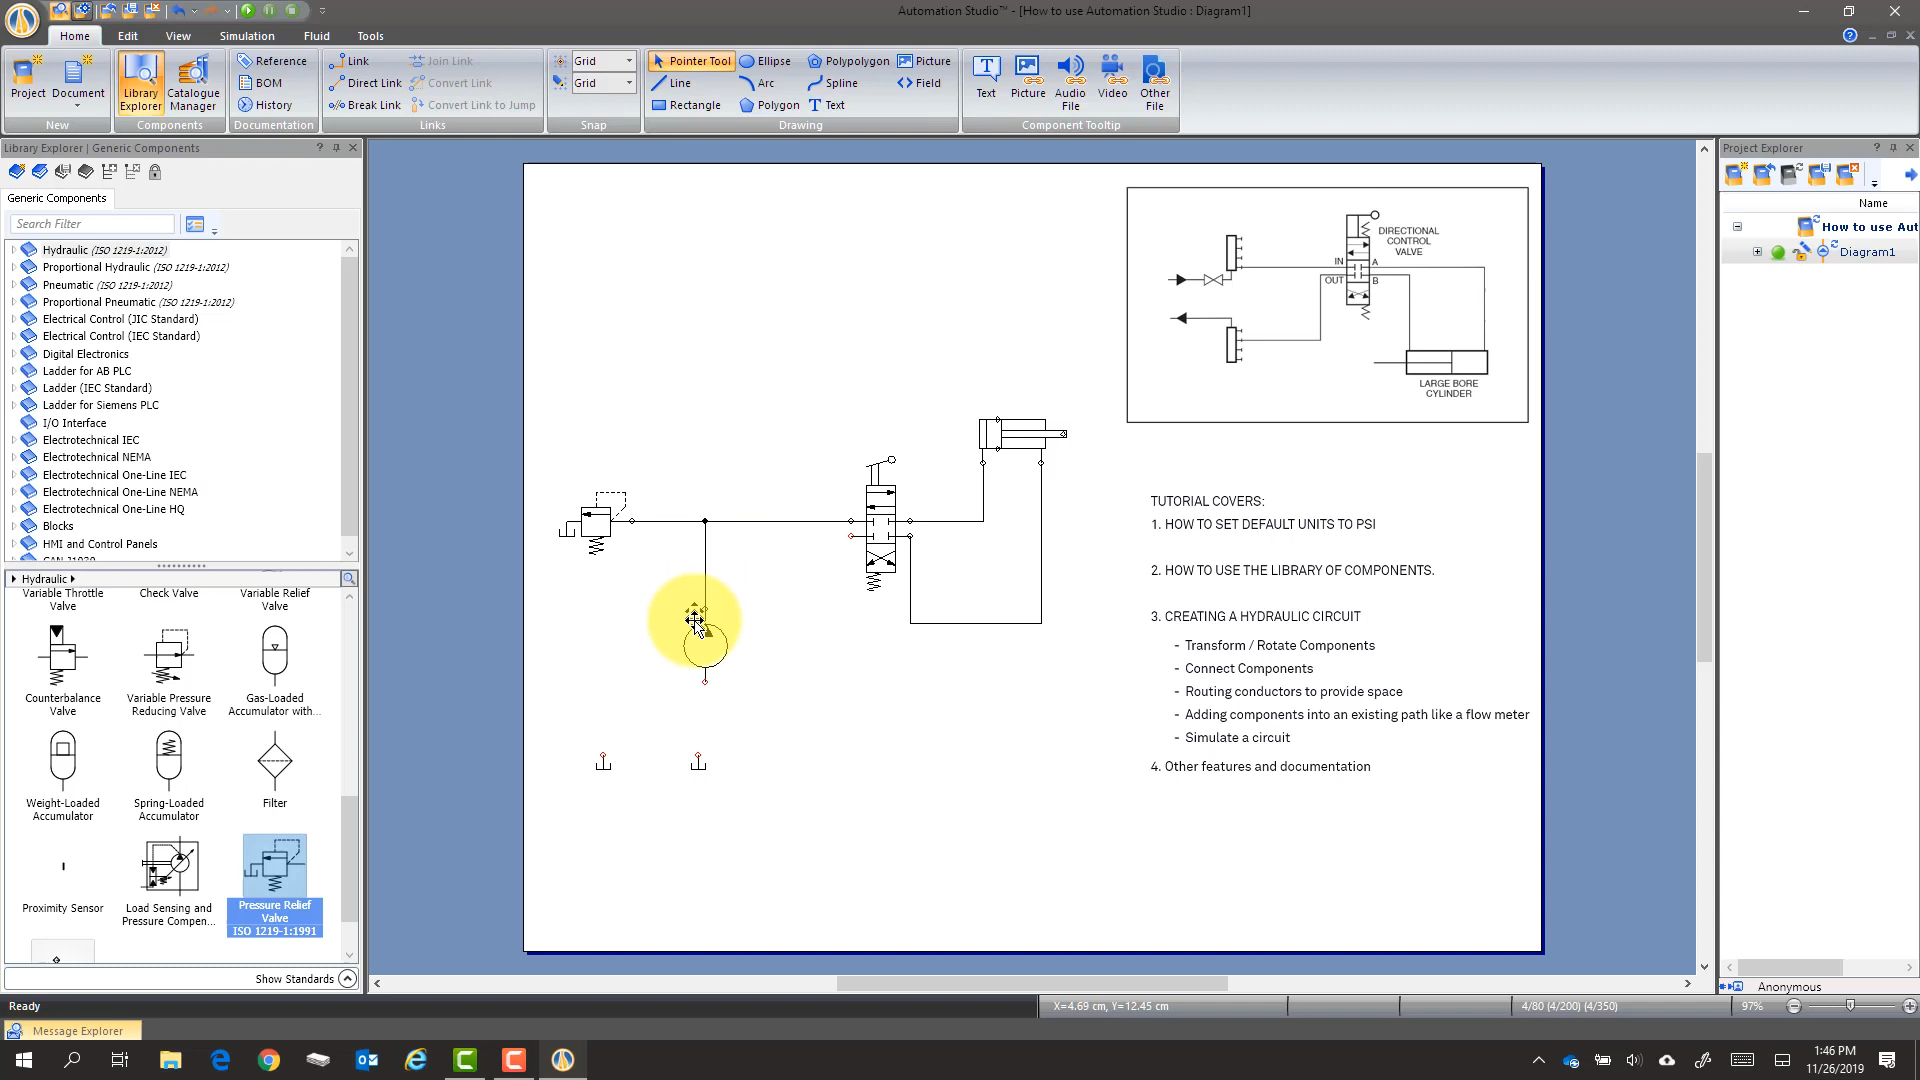 Automation Studio™ - [How to use Automation Studio : Diagram1]
Home Edit View Simulation Fluid Tools
Project
Document
New
Library Explorer
Catalogue Manager
Components
Reference
BOM
History
Documentation
Link
Direct Link
Break Link
Join Link
Convert Link
Convert Link to Jump
Links
Grid
Grid
Snap
Pointer Tool
Line
Rectangle
Ellipse
Arc
Polygon
Polypolygon
Spline
Text
Picture
Field
Drawing
Text
Picture
Audio File
Video
Other File
Component Tooltip
Library Explorer | Generic Components
Generic Components
Search Filter
Hydraulic (ISO 1219-1:2012)
Proportional Hydraulic (ISO 1219-1:2012)
Pneumatic (ISO 1219-1:2012)
Proportional Pneumatic (ISO 1219-1:2012)
Electrical Control (JIC Standard)
Electrical Control (IEC Standard)
Digital Electronics
Ladder for AB PLC
Ladder (IEC Standard)
Ladder for Siemens PLC
I/O Interface
Electrotechnical IEC
Electrotechnical NEMA
Electrotechnical One-Line IEC
Electrotechnical One-Line NEMA
Electrotechnical One-Line HQ
Blocks
HMI and Control Panels
Hydraulic
Variable Throttle Valve
Check Valve
Variable Relief Valve
Counterbalance Valve
Variable Pressure Reducing Valve
Gas-Loaded Accumulator with...
Weight-Loaded Accumulator
Spring-Loaded Accumulator
Filter
Proximity Sensor
Load Sensing and Pressure Compen...
Pressure Relief Valve
ISO 1219-1:1991
Show Standards
DIRECTIONAL
CONTROL
VALVE
IN
A
OUT
B
LARGE BORE
CYLINDER
TUTORIAL COVERS:
1. HOW TO SET DEFAULT UNITS TO PSI
2. HOW TO USE THE LIBRARY OF COMPONENTS.
3. CREATING A HYDRAULIC CIRCUIT
- Transform / Rotate Components
- Connect Components
- Routing conductors to provide space
- Adding components into an existing path like a flow meter
- Simulate a circuit
4. Other features and documentation
Project Explorer
Name
How to use Aut
Diagram1
Anonymous
Ready
X=4.69 cm, Y=12.45 cm
4/80 (4/200) (4/350)
97%
Message Explorer
1:46 PM
11/26/2019